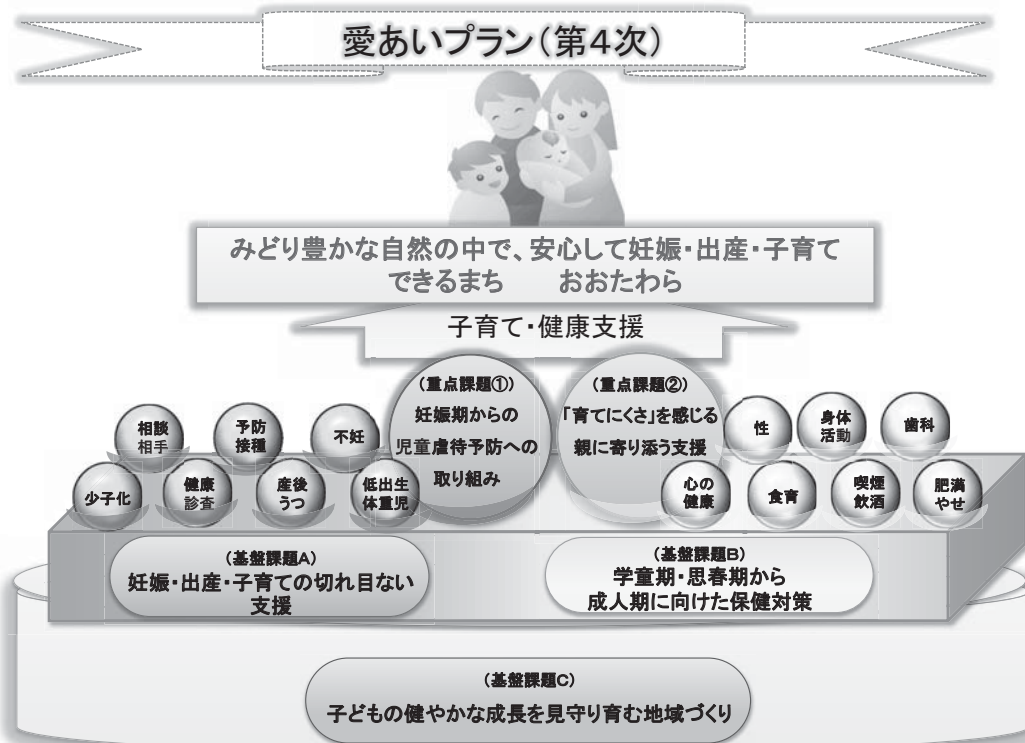 愛あいプラン(第4次)
みどり豊かな自然の中で、安心して妊娠・出産・子育て
できるまち　　おおたわら
子育て・健康支援
(重点課題①)
妊娠期からの
児童虐待予防への
取り組み
(重点課題②)
「育てにくさ」を感じる
親に寄り添う支援
相談
相手
予防
接種
不妊
性
身体
活動
歯科
少子化
健康
診査
産後
うつ
低出生
体重児
心の
健康
食育
喫煙
飲酒
肥満
やせ
(基盤課題A)
妊娠・出産・子育ての切れ目ない
支援
(基盤課題B)
学童期・思春期から
成人期に向けた保健対策
(基盤課題C)
子どもの健やかな成長を見守り育む地域づくり